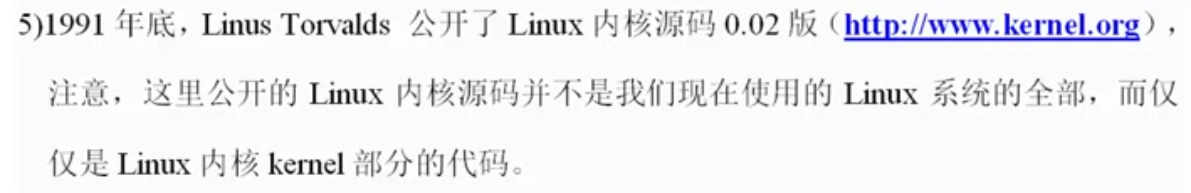 5)1991 年底，Linus Torvalds 公开了 Linux 内核源码 0.02 版（http://www.kernel.org），
注意，这里公开的 Linux 内核源码并不是我们现在使用的 Linux 系统的全部，而仅
仅是 Linux 内核 kernel 部分的代码。